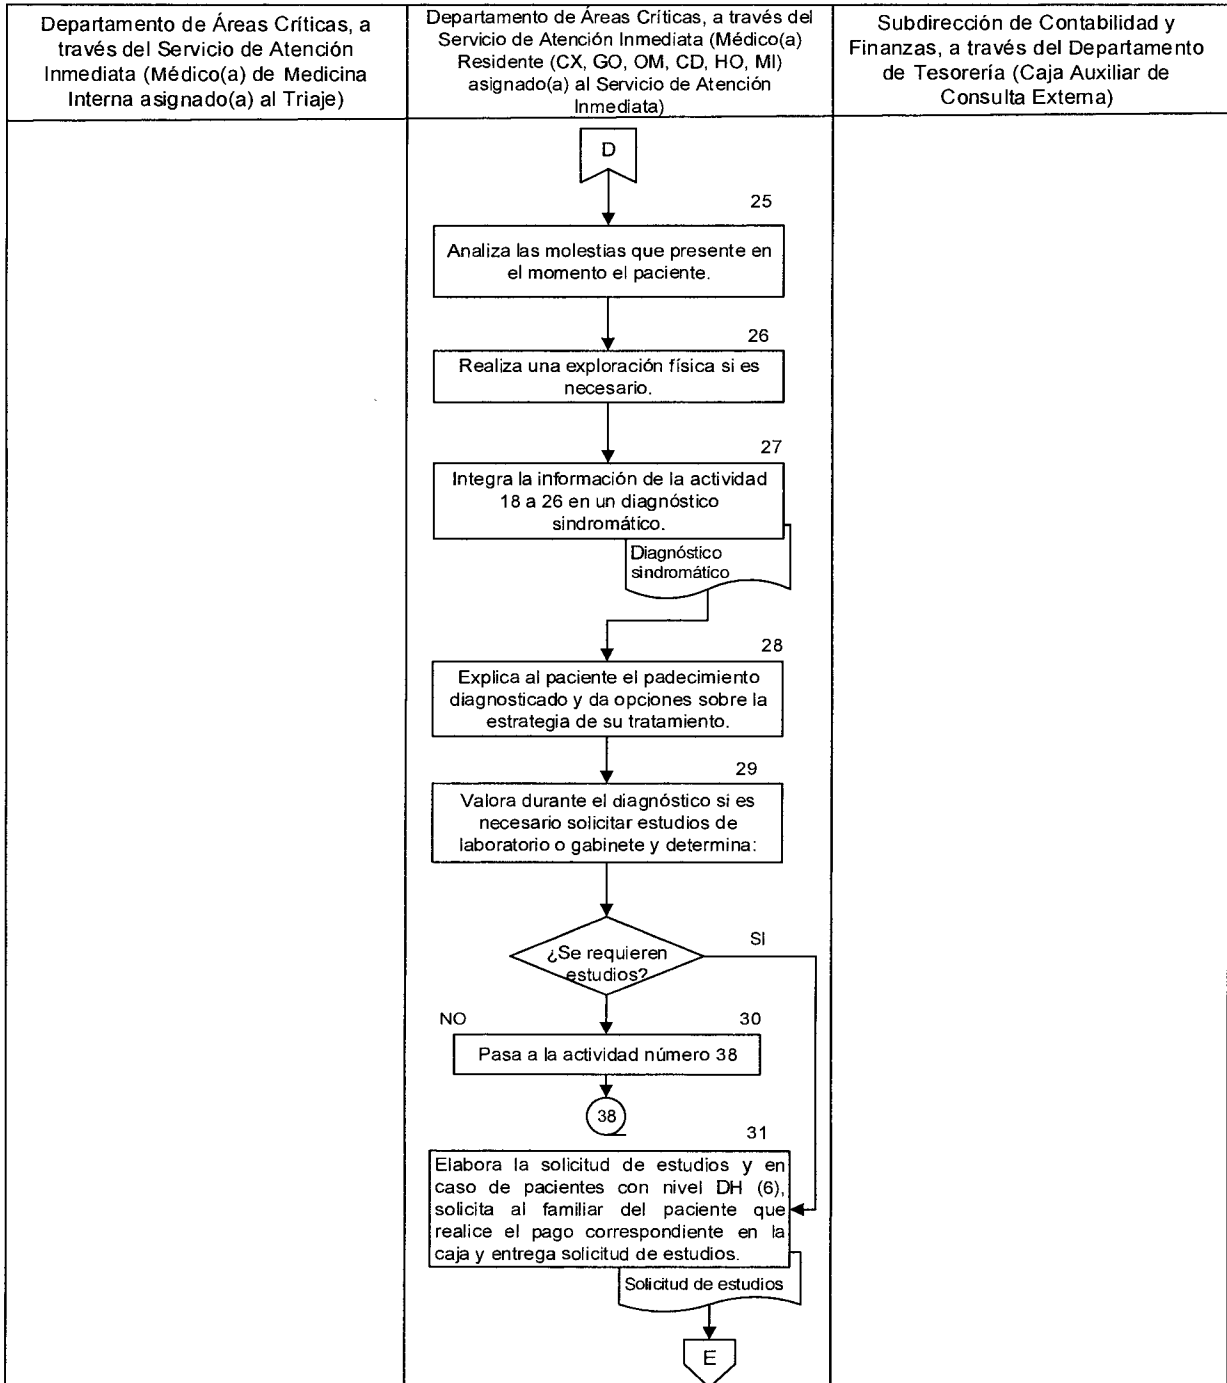 Departamento de Áreas Críticas, a
través del Servicio de Atención
Inmediata (Médico(a) de Medicina
Interna asignado(a) al Triaje)
Departamento de Áreas Críticas, a través del
Servicio de Atención Inmediata (Médico(a)
Residente (CX, GO, OM, CD, HO, MI)
asignado(a) al Servicio de Atención
Inmediata)
Subdirección de Contabilidad y
Finanzas, a través del Departamento
de Tesorería (Caja Auxiliar de
Consulta Externa)
D
25
Analiza las molestias que presente en
el momento el paciente.
26
Realiza una exploración física si es
necesario.
27
Integra la información de la actividad
18 a 26 en un diagnóstico
sindromático.
Diagnóstico
sindromático
28
Explica al paciente el padecimiento
diagnosticado y da opciones sobre la
estrategia de su tratamiento.
29
Valora durante el diagnóstico si es
necesario solicitar estudios de
laboratorio o gabinete y determina:
¿Se requieren
estudios?
SI
NO
30
Pasa a la actividad número 38
38
31
Elabora la solicitud de estudios y en
caso de pacientes con nivel DH (6),
solicita al familiar del paciente que
realice el pago correspondiente en la
caja y entrega solicitud de estudios.
Solicitud de estudios
E